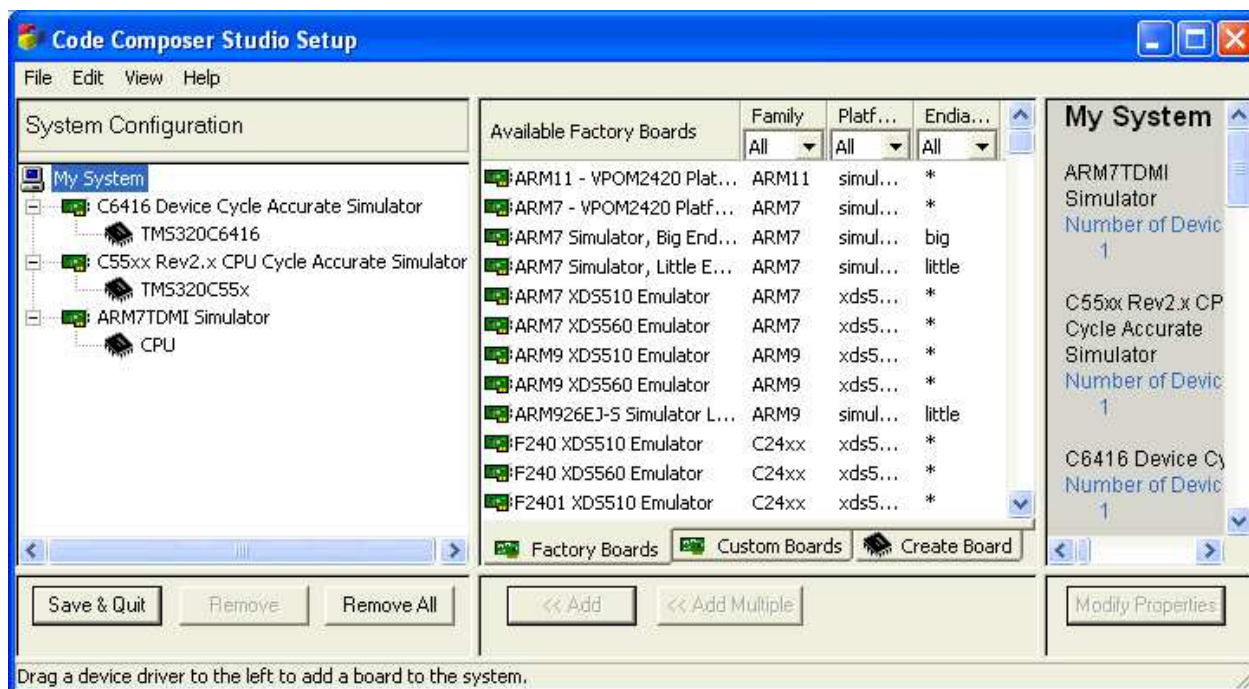 Code Composer Studio Setup
File Edit View Help
System Configuration
My System
C6416 Device Cycle Accurate Simulator
TMS320C6416
C55xx Rev2.x CPU Cycle Accurate Simulator
TMS320C55x
ARM7TDMI Simulator
CPU
Available Factory Boards Family Platf... Endia...
All All All
ARM11 - VPOM2420 Plat... ARM11 simul... *
ARM7 - VPOM2420 Platf... ARM7 simul... *
ARM7 Simulator, Big End... ARM7 simul... big
ARM7 Simulator, Little E... ARM7 simul... little
ARM7 XDS510 Emulator ARM7 xds5... *
ARM7 XDS560 Emulator ARM7 xds5... *
ARM9 XDS510 Emulator ARM9 xds5... *
ARM9 XDS560 Emulator ARM9 xds5... *
ARM926EJ-S Simulator L... ARM9 simul... little
F240 XDS510 Emulator C24xx xds5... *
F240 XDS560 Emulator C24xx xds5... *
F2401 XDS510 Emulator C24xx xds5... *
Factory Boards Custom Boards Create Board
My System
ARM7TDMI
Simulator
Number of Devic
1
C55xx Rev2.x CP
Cycle Accurate
Simulator
Number of Devic
1
C6416 Device Cy
Number of Devic
1
Save & Quit Remove Remove All << Add << Add Multiple Modify Properties
Drag a device driver to the left to add a board to the system.